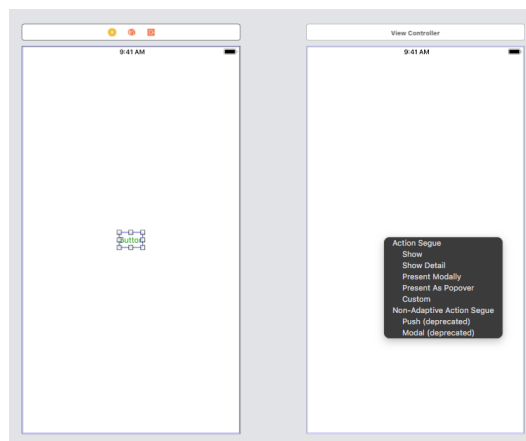 View Controller
9:41 AM
9:41 AM
Button
Action Segue
Show
Show Detail
Present Modally
Present As Popover
Custom
Non-Adaptive Action Segue
Push (deprecated)
Modal (deprecated)